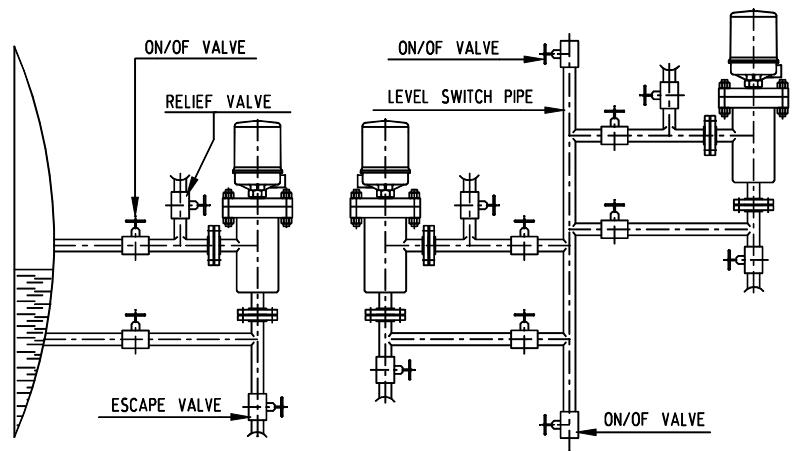 ON/OF VALVE
RELIEF VALVE
ESCAPE VALVE
ON/OF VALVE
LEVEL SWITCH PIPE
ON/OF VALVE